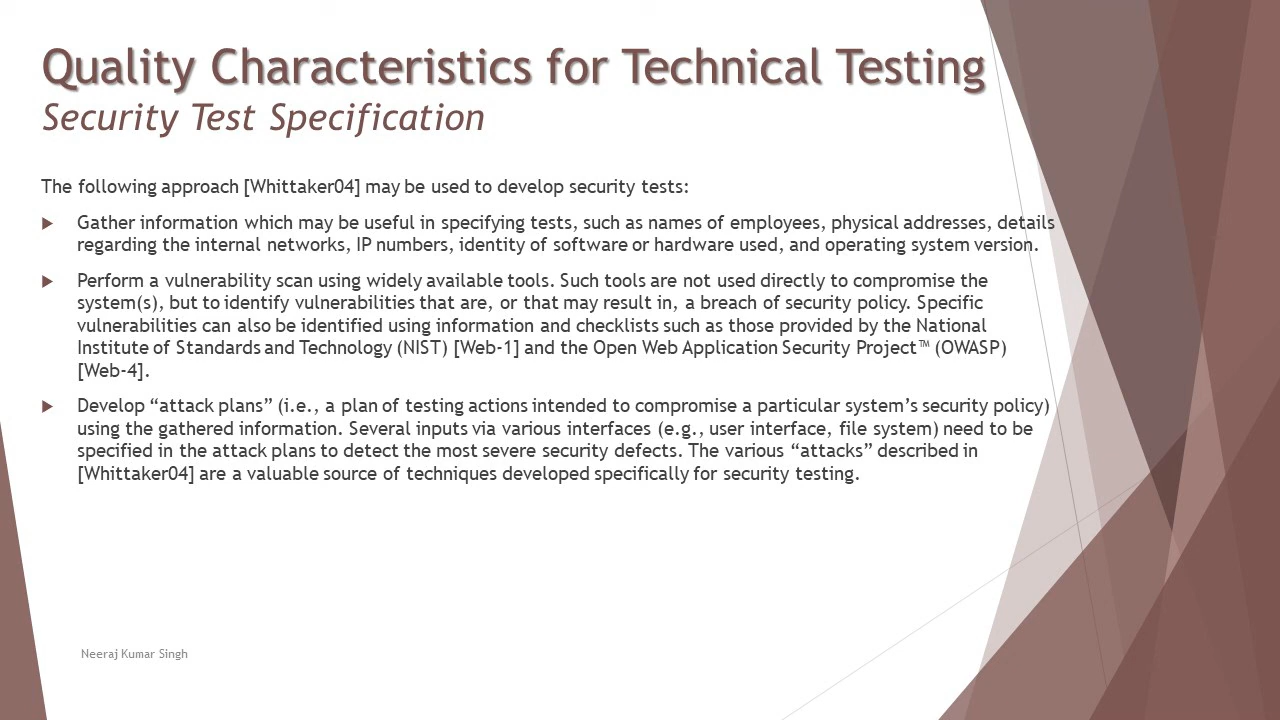 Quality Characteristics for Technical Testing
Security Test Specification
The following approach [Whittaker04] may be used to develop security tests:
Gather information which may be useful in specifying tests, such as names of employees, physical addresses, details
regarding the internal networks, IP numbers, identity of software or hardware used, and operating system version.
Perform a vulnerability scan using widely available tools. Such tools are not used directly to compromise the
system(s), but to identify vulnerabilities that are, or that may result in, a breach of security policy. Specific
vulnerabilities can also be identified using information and checklists such as those provided by the National
Institute of Standards and Technology (NIST) [Web-1] and the Open Web Application Security Project™ (OWASP)
[Web-4].
Develop “attack plans” (i.e., a plan of testing actions intended to compromise a particular system’s security policy)
using the gathered information. Several inputs via various interfaces (e.g., user interface, file system) need to be
specified in the attack plans to detect the most severe security defects. The various “attacks” described in
[Whittaker04] are a valuable source of techniques developed specifically for security testing.
Neeraj Kumar Singh